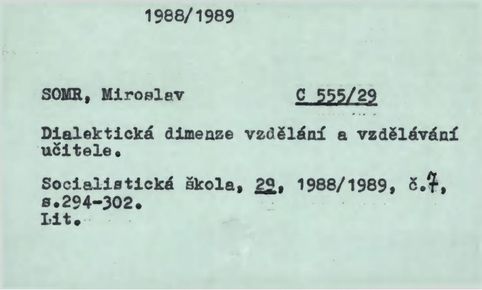 1988/1989
SOMR, Miroslav C 555/29
Dialektická dimenze vzdělání a vzdělávání
učitele.
Socialistická škola, 29, 1988/1989, č.7,
s.294-302.
Lit.